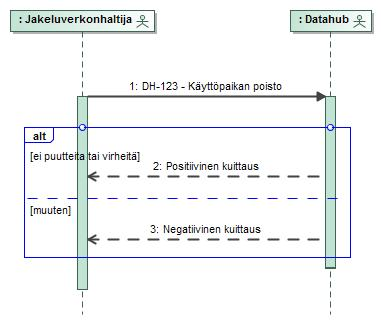 : Jakeluverkonhaltija
: Datahub
1: DH-123 - Käyttöpaikan poisto
alt
[ei puutteita tai virheitä]
2: Positiivinen kuittaus
[muuten]
3: Negatiivinen kuittaus